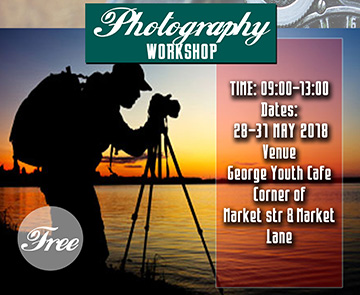 Photography
WORKSHOP
TIME: 09:00-13:00
Dates:
28-31 MAY 2018
Venue
George Youth Cafe
Corner of
Market str & Market
Lane
Free
16